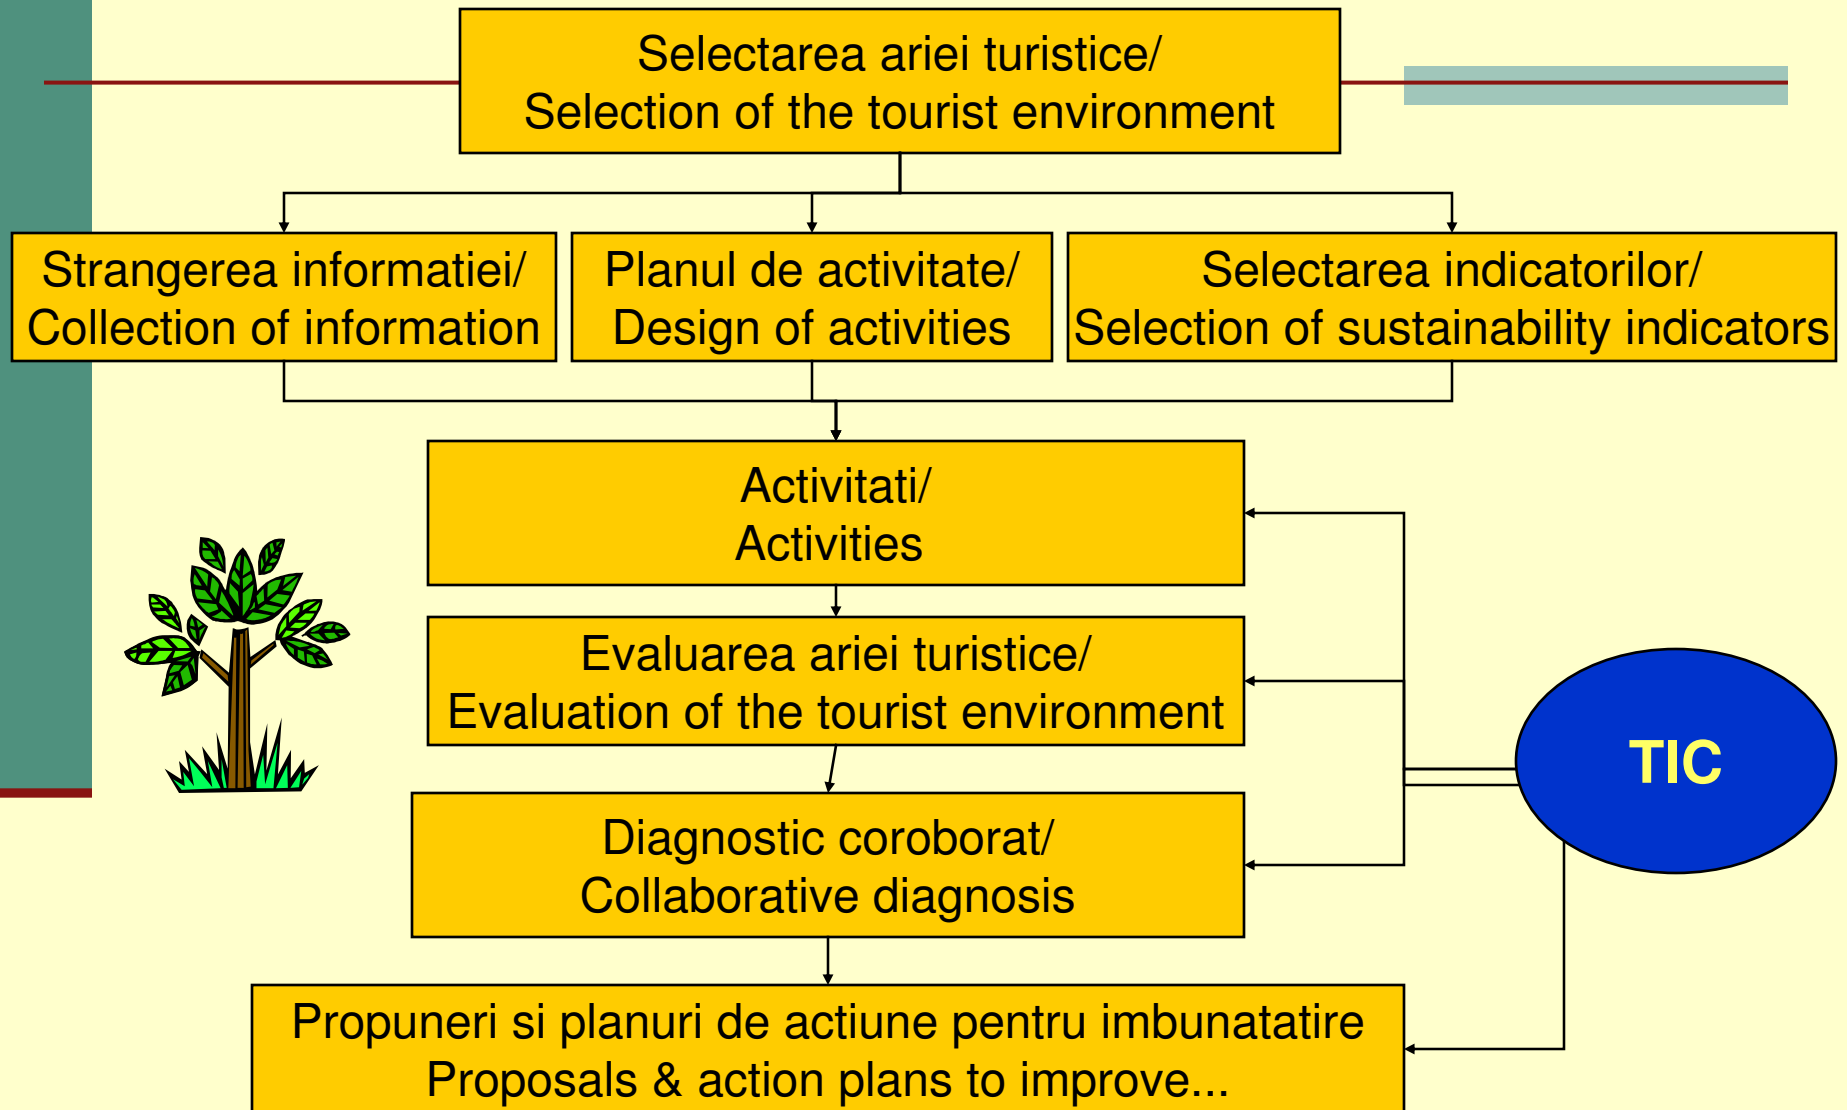 Selectarea ariei turistice/
Selection of the tourist environment
Strangerea informatiei/
Collection of information
Planul de activitate/
Design of activities
Selectarea indicatorilor/
Selection of sustainability indicators
Activitati/
Activities
Evaluarea ariei turistice/
Evaluation of the tourist environment
TIC
Diagnostic coroborat/
Collaborative diagnosis
Propuneri si planuri de actiune pentru imbunatatire
Proposals & action plans to improve...